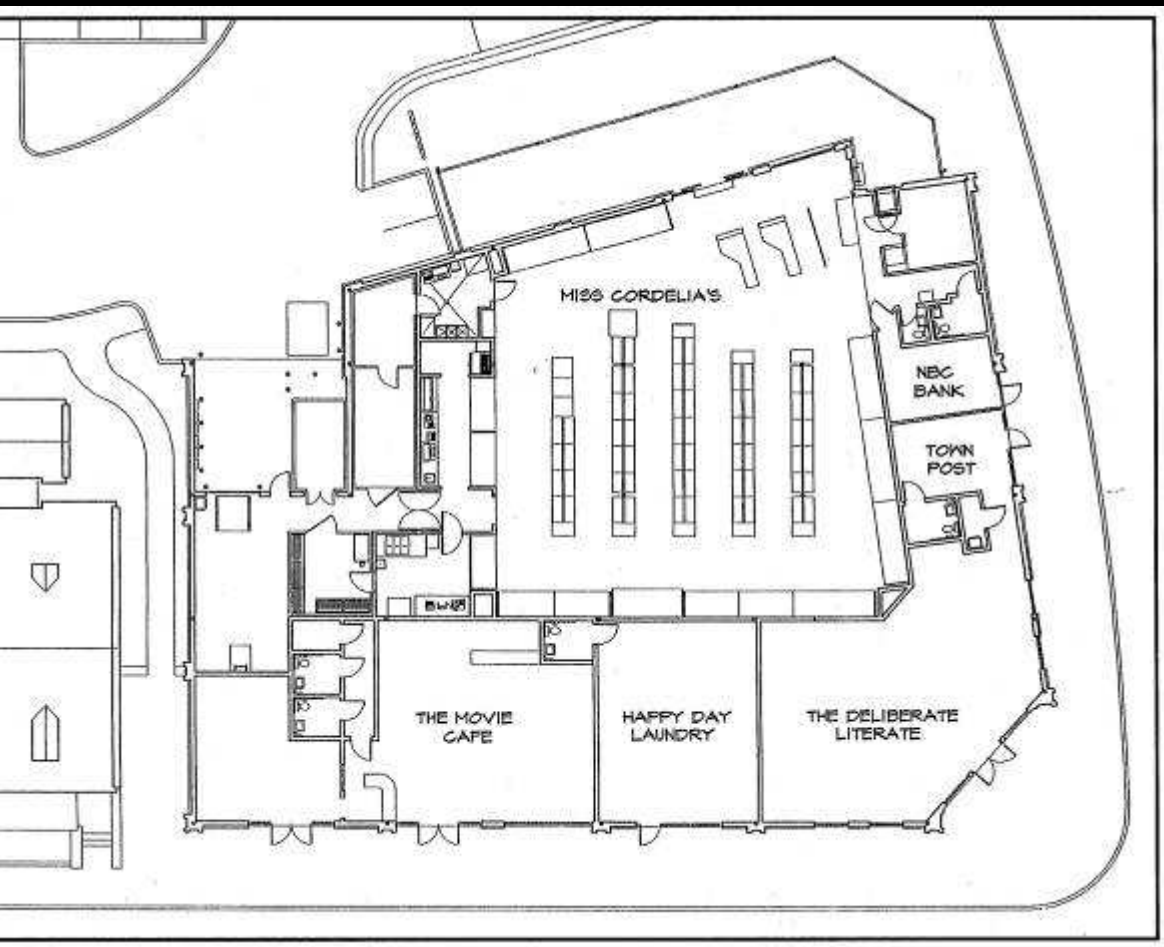 MISS CORDELIA'S
NBC
BANK
TOWN
POST
THE MOVIE
CAFE
HAPPY DAY
LAUNDRY
THE DELIBERATE
LITERATE